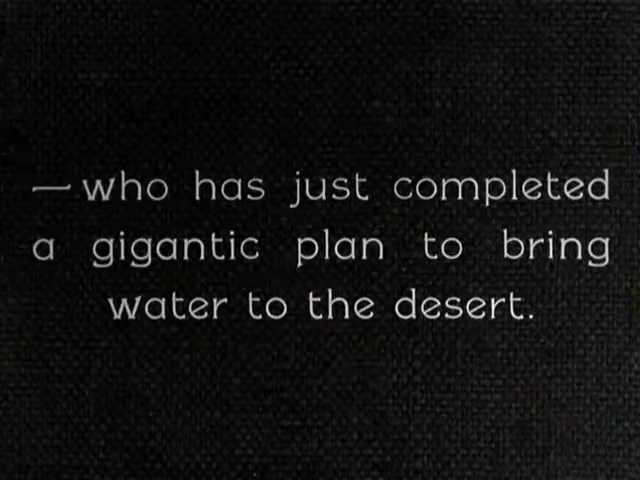 —who has just completed
a gigantic plan to bring
water to the desert.